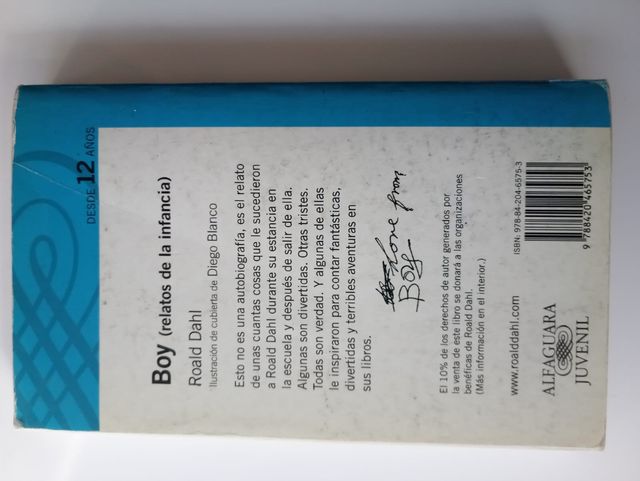 DESDE 12 AÑOS
Boy (relatos de la infancia)
Roald Dahl
Ilustración de cubierta de Diego Blanco
Esto no es una autobiografía, es el relato
de unas cuantas cosas que le sucedieron
a Roald Dahl durante su estancia en
la escuela y después de salir de ella.
Algunas son divertidas. Otras tristes.
Todas son verdad. Y algunas de ellas
le inspiraron para contar fantásticas,
divertidas y terribles aventuras en
sus libros.
love from
Boy
El 10% de los derechos de autor generados por
la venta de este libro se donará a las organizaciones
benéficas de Roald Dahl.
(Más información en el interior.)
www.roalddahl.com
ALFAGUARA
JUVENIL
ISBN: 978-84-204-6575-3
9 788420 465753